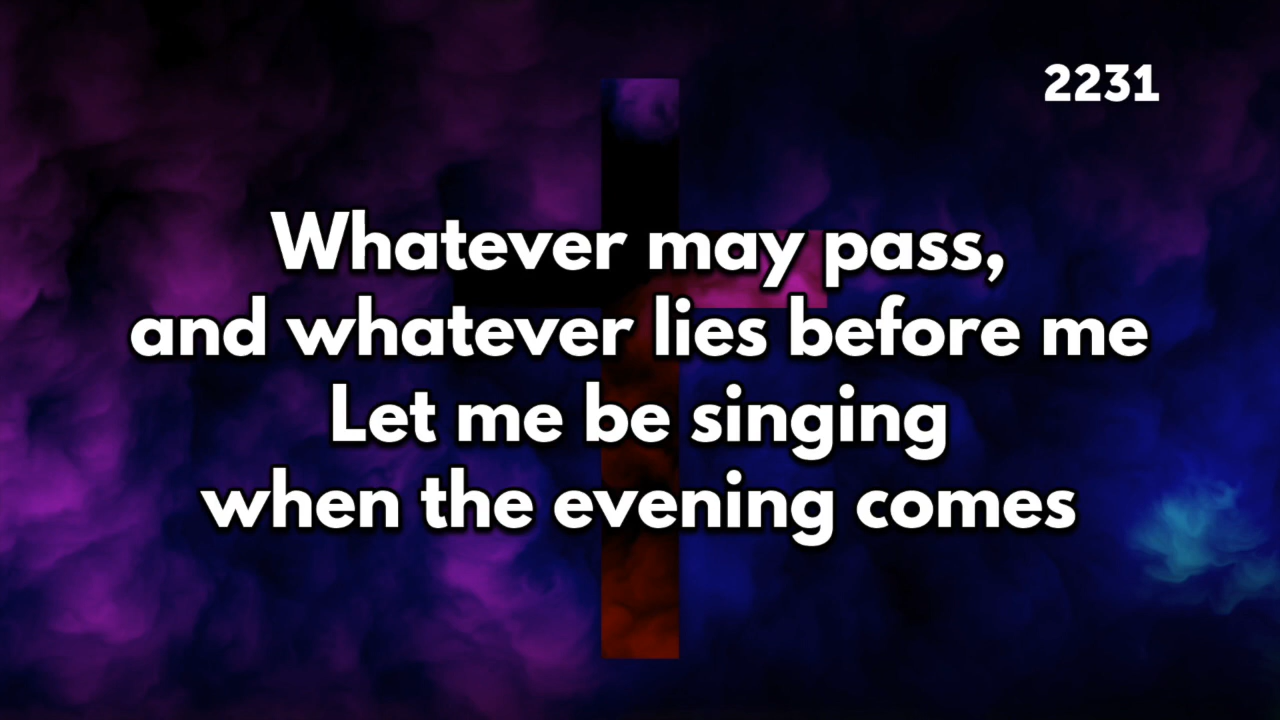 2231
Whatever may pass,
and whatever lies before me
Let me be singing
when the evening comes